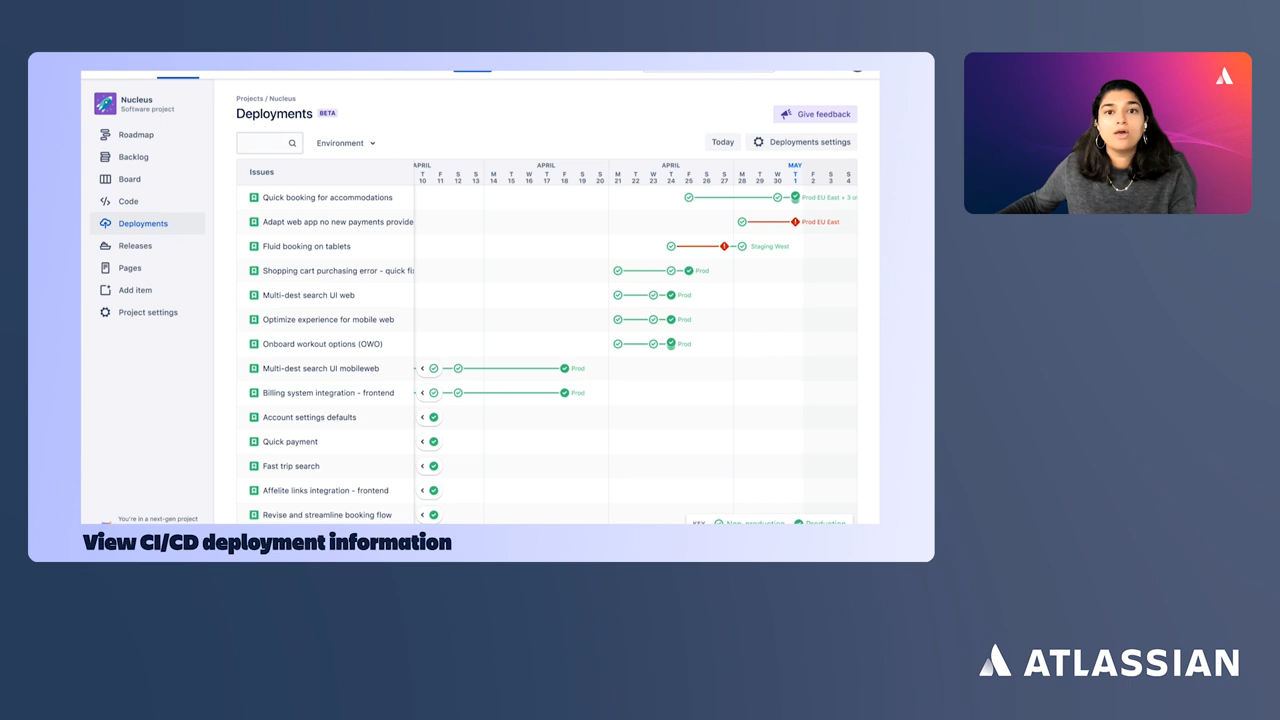 Nucleus
Software project
Roadmap
Backlog
Board
Code
Deployments
Releases
Pages
Add item
Project settings
You're in a next-gen project
Projects / Nucleus
Deployments BETA
Give feedback
Environment
Today
Deployments settings
Issues
APRIL APRIL APRIL MAY
T F S S M T W T F S S M T W T F S S M T W T F S S
10 11 12 13 14 15 16 17 18 19 20 21 22 23 24 25 26 27 28 29 30 1 2 3 4
Quick booking for accommodations Prod EU East + 3
Adapt web app no new payments provide Prod EU East
Fluid booking on tablets Staging West
Shopping cart purchasing error - quick Prod
Multi-dest search UI web Prod
Optimize experience for mobile web Prod
Onboard workout options (OWO) Prod
Multi-dest search UI mobileweb Prod
Billing system integration - frontend Prod
Account settings defaults
Quick payment
Fast trip search
Affelite links integration - frontend
Revise and streamline booking flow
KEY Non-production Production
View CI/CD deployment information
ATLASSIAN